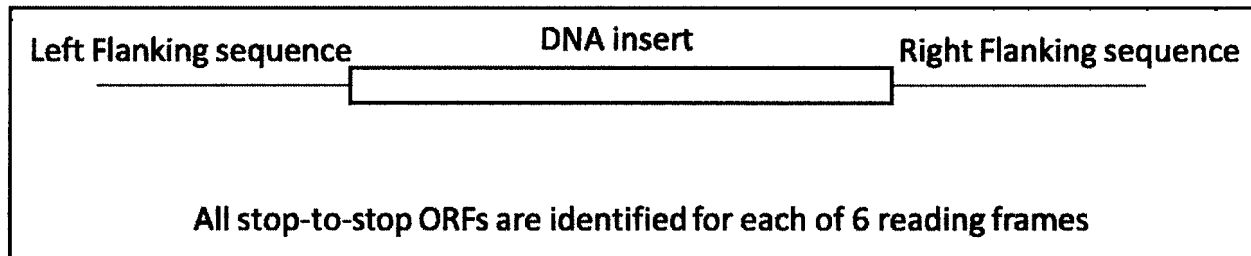 Left Flanking sequence
DNA insert
Right Flanking sequence
All stop-to-stop ORFs are identified for each of 6 reading frames